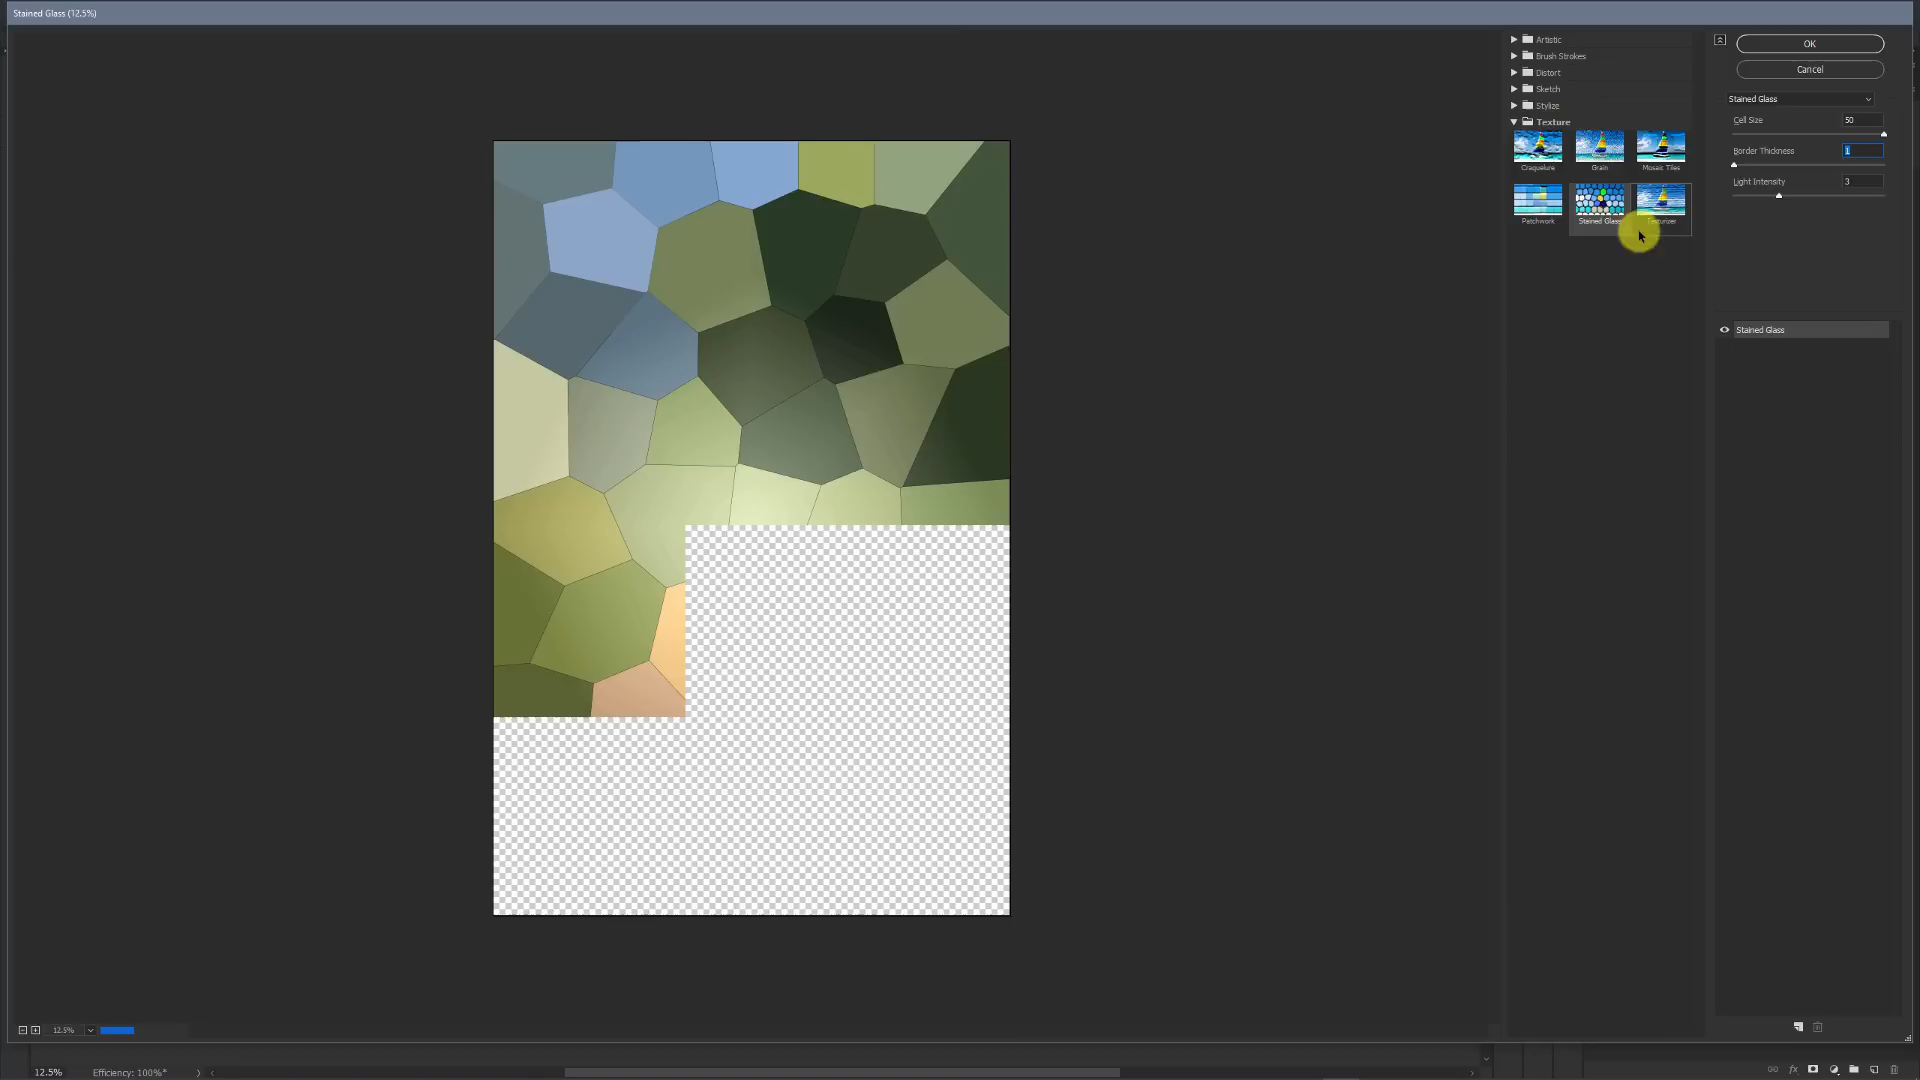 Stained Glass (12.5%)
Artistic
Brush Strokes
Distort
Sketch
Stylize
Texture
Craquelure
Grain
Mosaic Tiles
Patchwork
Stained Glass
Texturizer
OK
Cancel
Stained Glass
Cell Size 50
Border Thickness 1
Light Intensity 3
Stained Glass
12.5%
12.5% Efficiency: 100%*
fx